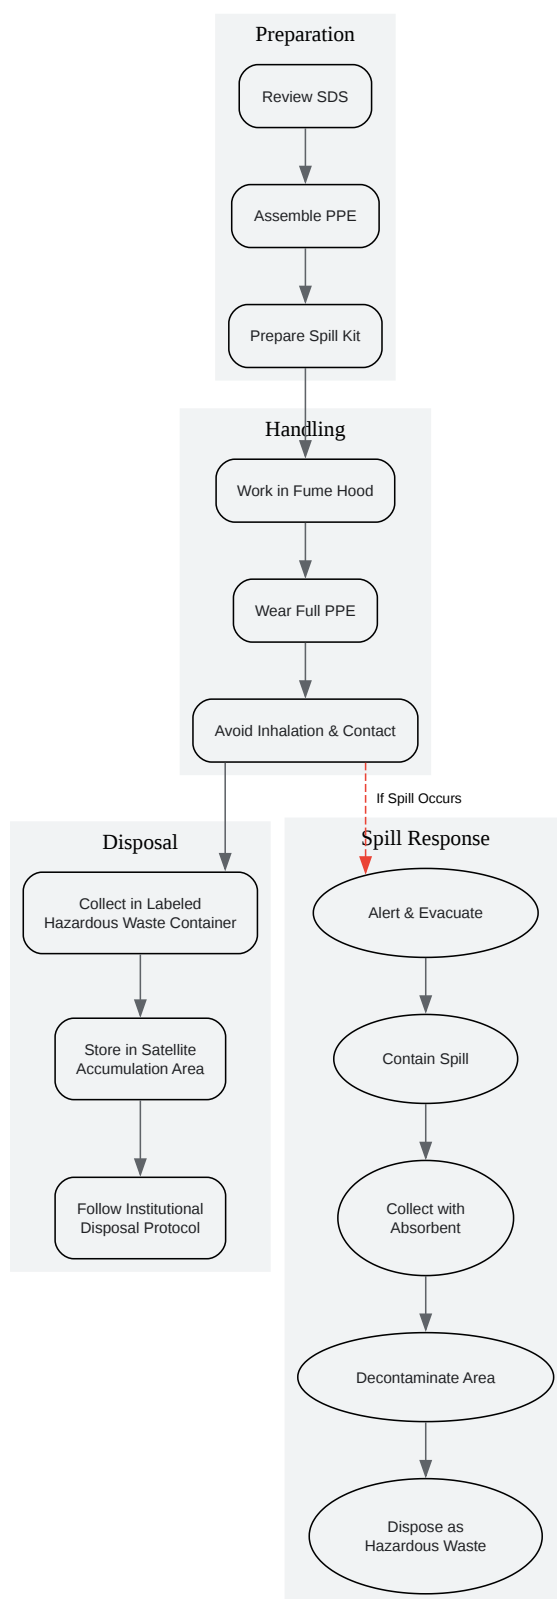 Preparation
Review SDS
Assemble PPE
Prepare Spill Kit
Handling
Work in Fume Hood
Wear Full PPE
Avoid Inhalation & Contact
If Spill Occurs
Disposal
Collect in Labeled
Hazardous Waste Container
Store in Satellite
Accumulation Area
Follow Institutional
Disposal Protocol
Spill Response
Alert & Evacuate
Contain Spill
Collect with
Absorbent
Decontaminate Area
Dispose as
Hazardous Waste